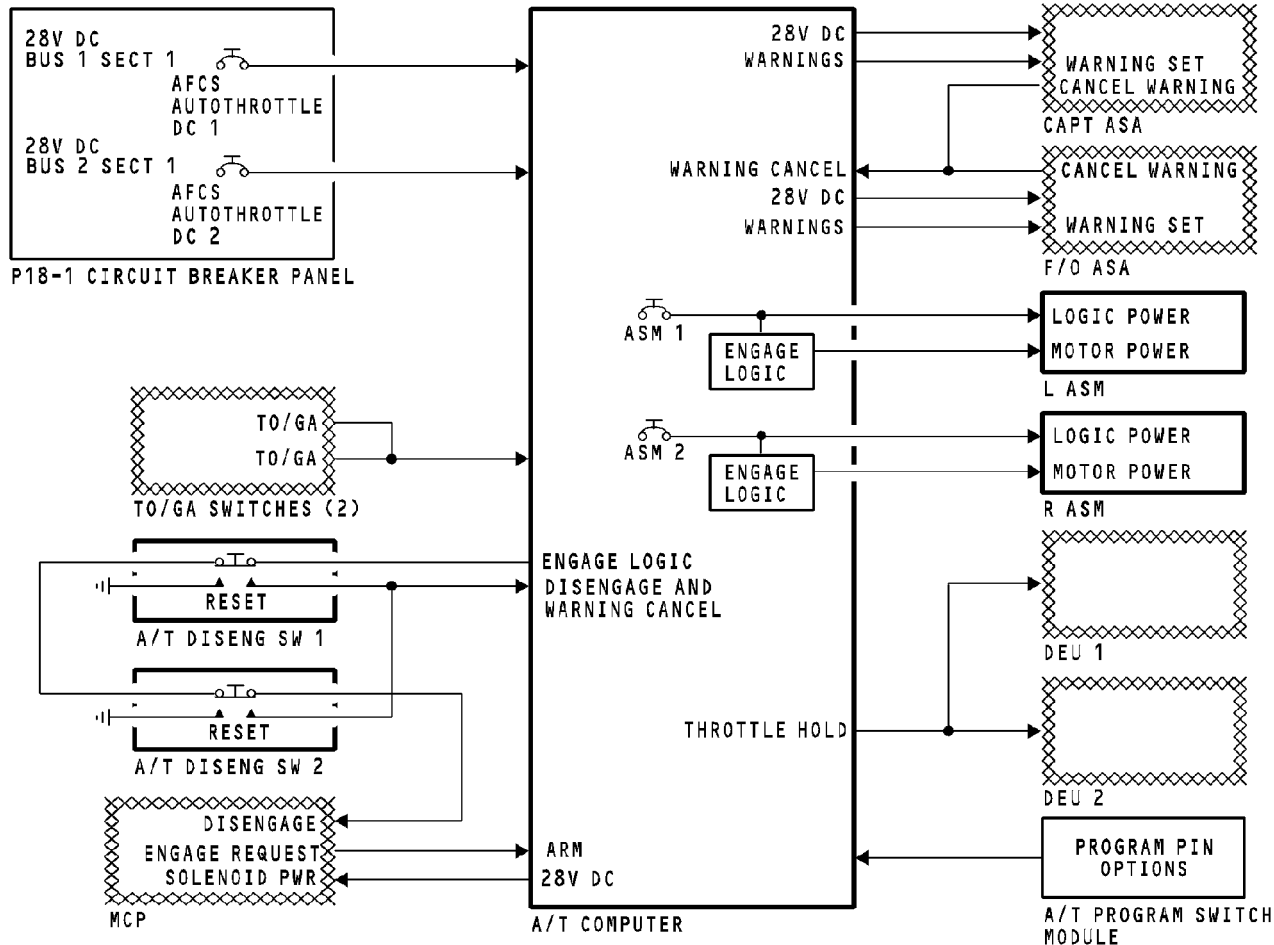 28V DC
BUS 1 SECT 1
AFCS
AUTOTHROTTLE
DC 1
28V DC
BUS 2 SECT 1
AFCS
AUTOTHROTTLE
DC 2
P18-1 CIRCUIT BREAKER PANEL
TO/GA
TO/GA
TO/GA SWITCHES (2)
RESET
A/T DISENG SW 1
RESET
A/T DISENG SW 2
DISENGAGE
ENGAGE REQUEST
SOLENOID PWR
MCP
28V DC
WARNINGS
WARNING CANCEL
28V DC
WARNINGS
ASM 1
ENGAGE
LOGIC
ASM 2
ENGAGE
LOGIC
ENGAGE LOGIC
DISENGAGE AND
WARNING CANCEL
THROTTLE HOLD
ARM
28V DC
A/T COMPUTER
WARNING SET
CANCEL WARNING
CAPT ASA
CANCEL WARNING
WARNING SET
F/O ASA
LOGIC POWER
MOTOR POWER
L ASM
LOGIC POWER
MOTOR POWER
R ASM
DEU 1
DEU 2
PROGRAM PIN
OPTIONS
A/T PROGRAM SWITCH
MODULE